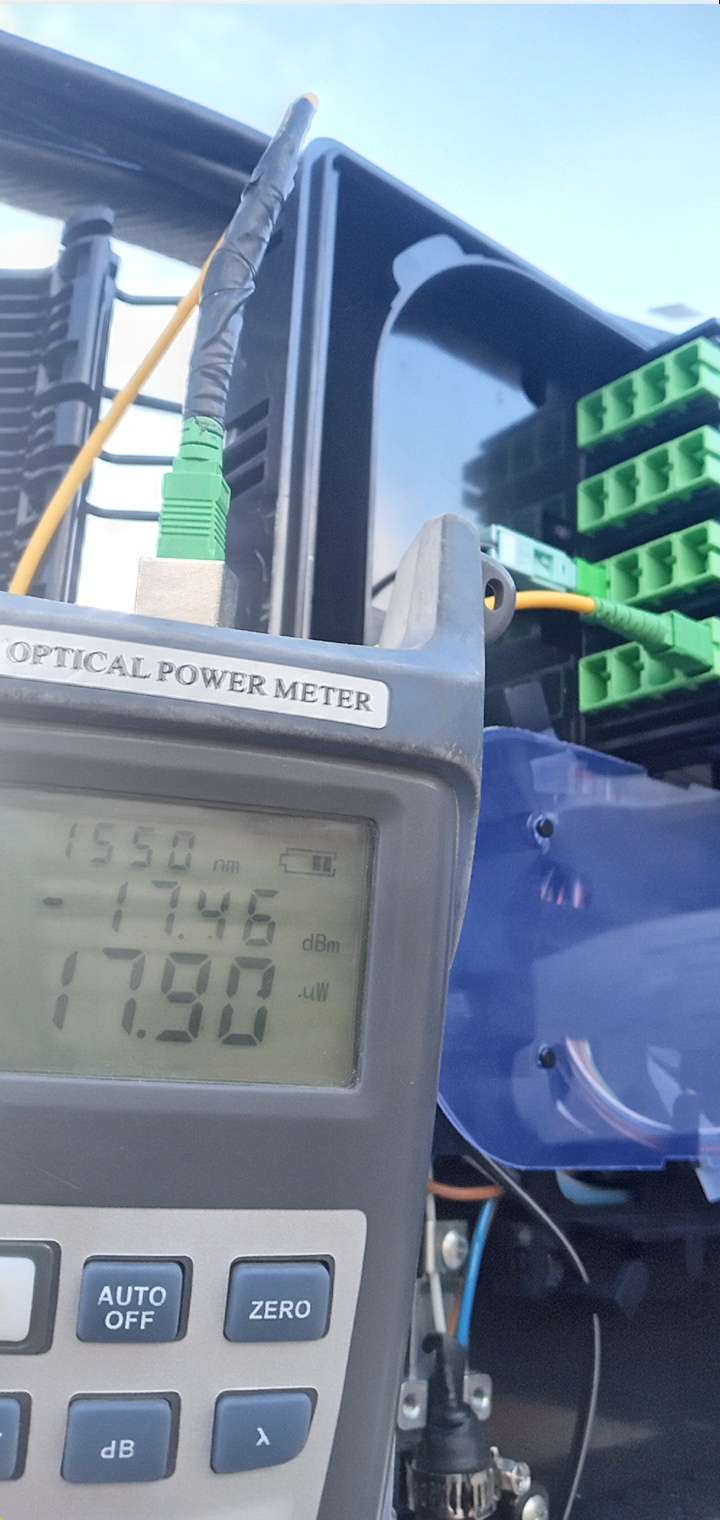 OPTICAL POWER METER
1550 nm
-17.46 dBm
17.90 uW
AUTO OFF
ZERO
dB
λ